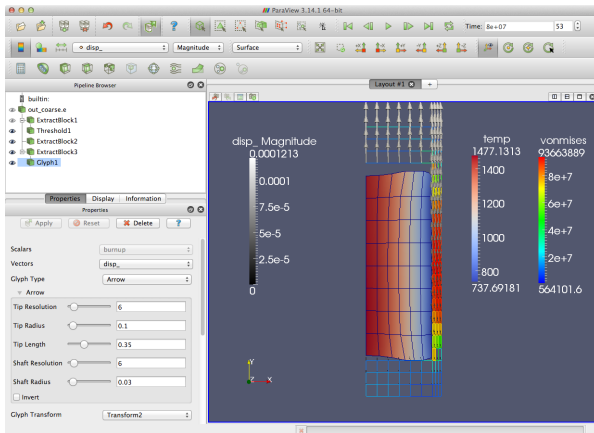 ParaView 3.14.1 64-bit
Time: 8e+07 53
disp_ Magnitude Surface
Pipeline Browser
Layout #1
builtin:
out_coarse.e
ExtractBlock1
Threshold1
ExtractBlock2
ExtractBlock3
Glyph1
Properties Display Information
Properties
Apply Reset Delete ?
Scalars burnup
Vectors disp_
Glyph Type Arrow
Arrow
Tip Resolution 6
Tip Radius 0.1
Tip Length 0.35
Shaft Resolution 6
Shaft Radius 0.03
Invert
Glyph Transform Transform2
disp_ Magnitude
0.0001213
0.0001
7.5e-5
5e-5
2.5e-5
0
temp
1477.1313
1400
1200
1000
800
737.69181
vonmises
93663889
8e+7
6e+7
4e+7
2e+7
564101.6
Y
Z X